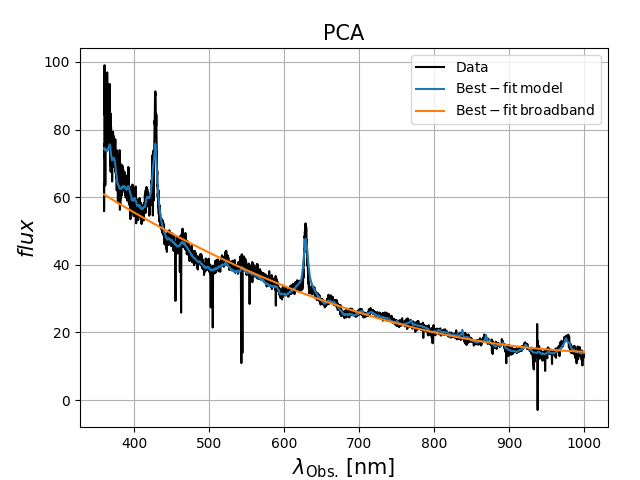 PCA
Data
Best − fit model
Best − fit broadband
flux
100
80
60
40
20
0
400 500 600 700 800 900 1000
λObs. [nm]